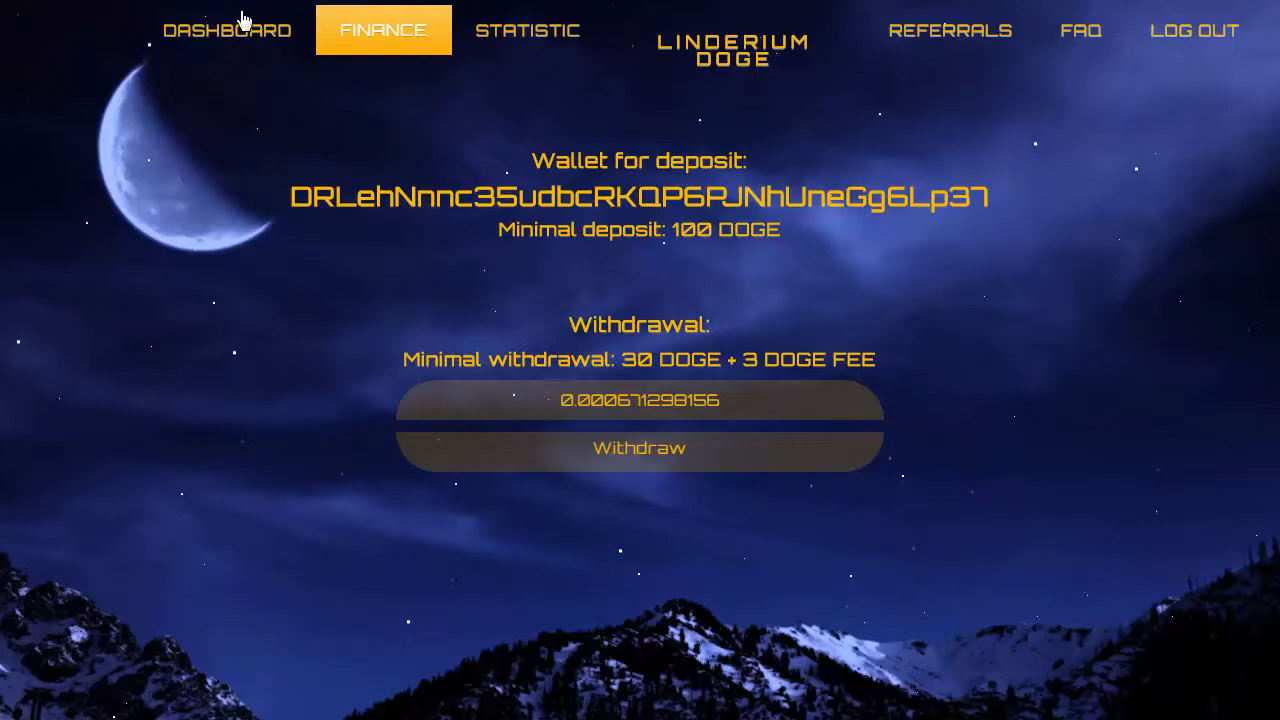 DASHBOARD
FINANCE
STATISTIC
LINDERIUM
DOGE
REFERRALS
FAQ
LOG OUT
Wallet for deposit:
DRLehNnnc35udbcRKQP6PJNhUneGg6Lp37
Minimal deposit: 100 DOGE
Withdrawal:
Minimal withdrawal: 30 DOGE + 3 DOGE FEE
0.000671298156
Withdraw